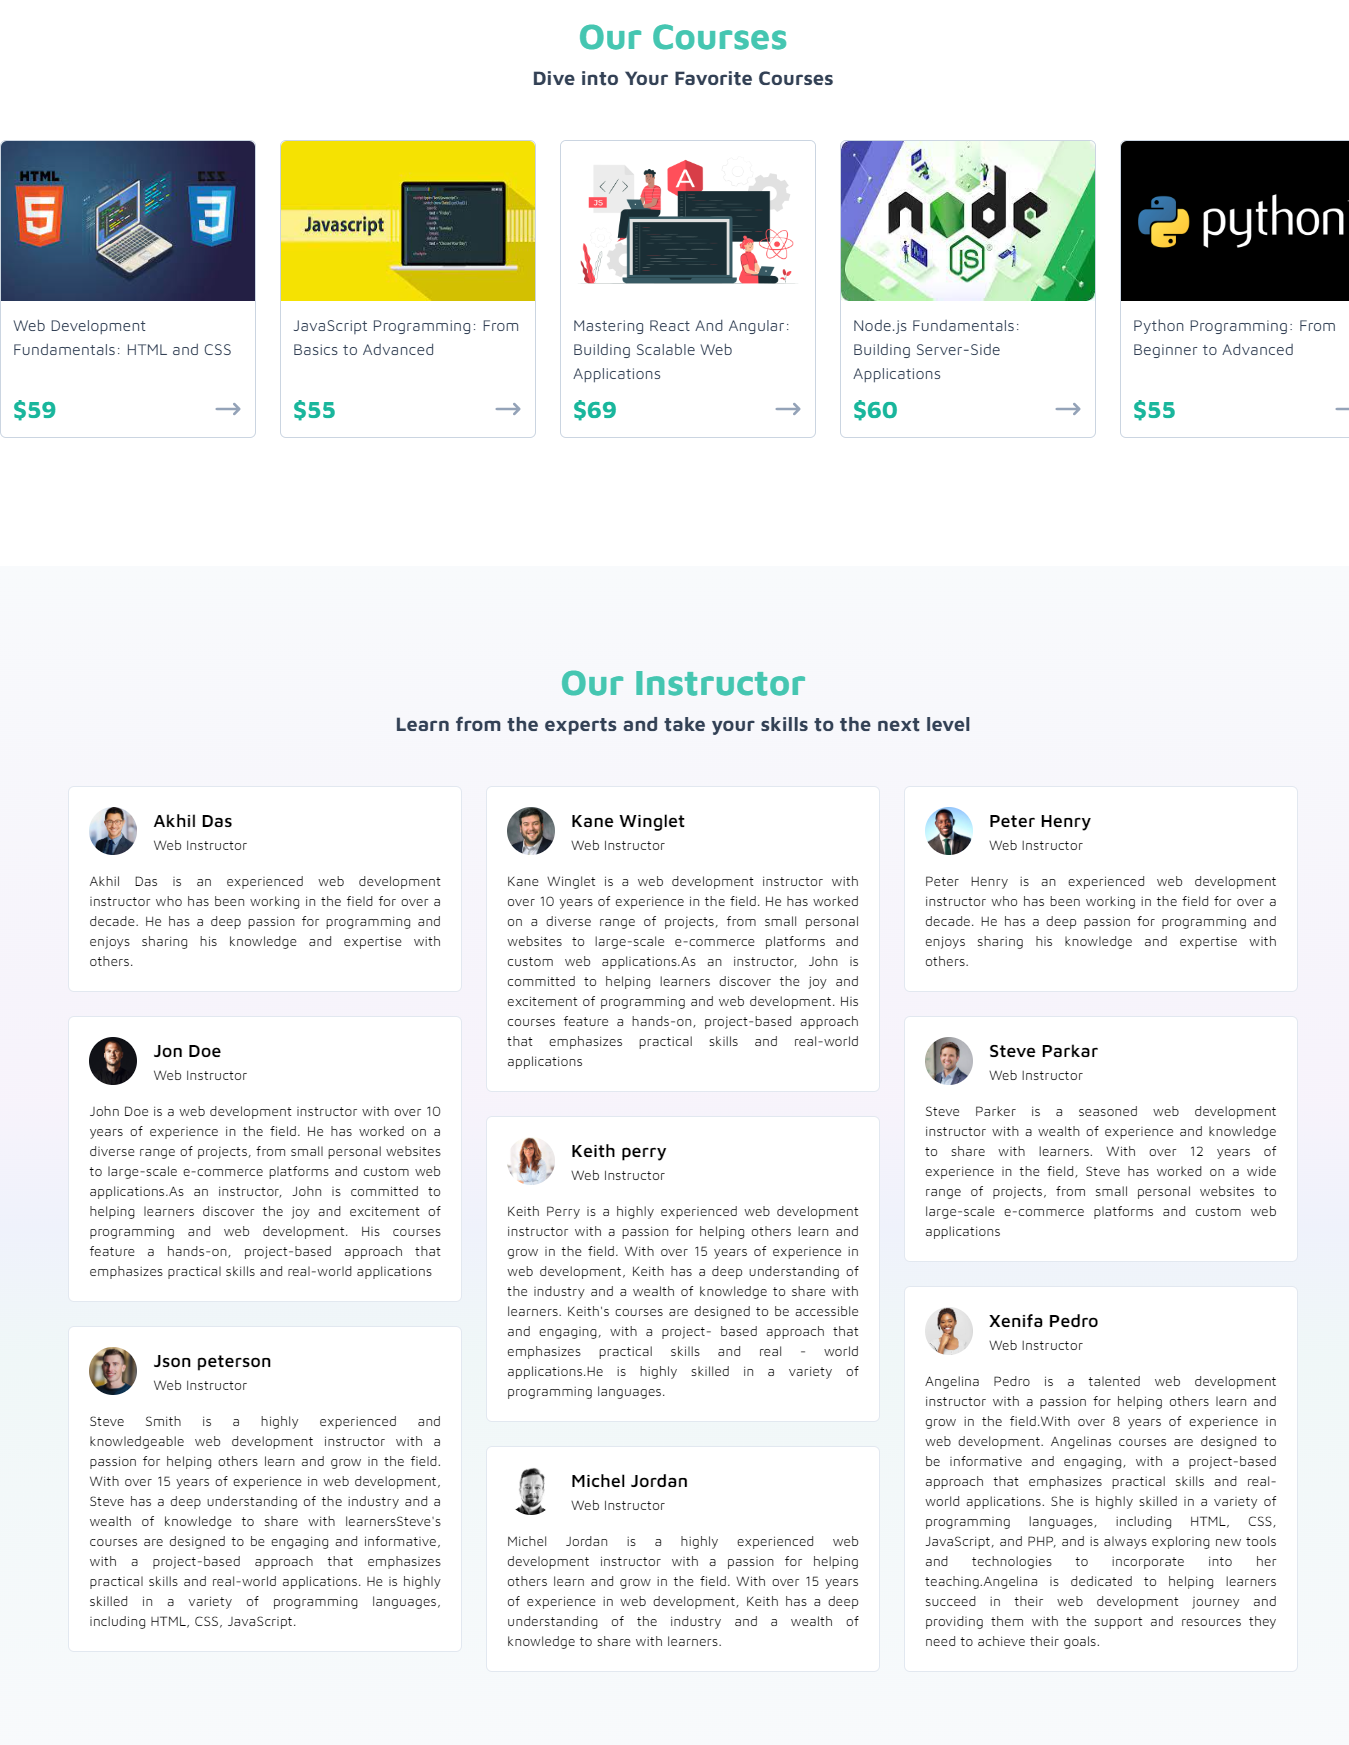 Our Courses
Dive into Your Favorite Courses
HTML
CSS
5
3
Javascript
JS
A
node
JS
python
Web Development
Fundamentals: HTML and CSS
$59
JavaScript Programming: From
Basics to Advanced
$55
Mastering React And Angular:
Building Scalable Web
Applications
$69
Node.js Fundamentals:
Building Server-Side
Applications
$60
Python Programming: From
Beginner to Advanced
$55
Our Instructor
Learn from the experts and take your skills to the next level
Akhil Das
Web Instructor
Akhil Das is an experienced web development
instructor who has been working in the field for over a
decade. He has a deep passion for programming and
enjoys sharing his knowledge and expertise with
others.
Jon Doe
Web Instructor
John Doe is a web development instructor with over 10
years of experience in the field. He has worked on a
diverse range of projects, from small personal websites
to large-scale e-commerce platforms and custom web
applications.As an instructor, John is committed to
helping learners discover the joy and excitement of
programming and web development. His courses
feature a hands-on, project-based approach that
emphasizes practical skills and real-world applications
Json peterson
Web Instructor
Steve Smith is a highly experienced and
knowledgeable web development instructor with a
passion for helping others learn and grow in the field.
With over 15 years of experience in web development,
Steve has a deep understanding of the industry and a
wealth of knowledge to share with learnersSteve's
courses are designed to be engaging and informative,
with a project-based approach that emphasizes
practical skills and real-world applications. He is highly
skilled in a variety of programming languages,
including HTML, CSS, JavaScript.
Kane Winglet
Web Instructor
Kane Winglet is a web development instructor with
over 10 years of experience in the field. He has worked
on a diverse range of projects, from small personal
websites to large-scale e-commerce platforms and
custom web applications.As an instructor, John is
committed to helping learners discover the joy and
excitement of programming and web development. His
courses feature a hands-on, project-based approach
that emphasizes practical skills and real-world
applications
Keith perry
Web Instructor
Keith Perry is a highly experienced web development
instructor with a passion for helping others learn and
grow in the field. With over 15 years of experience in
web development, Keith has a deep understanding of
the industry and a wealth of knowledge to share with
learners. Keith's courses are designed to be accessible
and engaging, with a project- based approach that
emphasizes practical skills and real - world
applications.He is highly skilled in a variety of
programming languages.
Michel Jordan
Web Instructor
Michel Jordan is a highly experienced web
development instructor with a passion for helping
others learn and grow in the field. With over 15 years
of experience in web development, Keith has a deep
understanding of the industry and a wealth of
knowledge to share with learners.
Peter Henry
Web Instructor
Peter Henry is an experienced web development
instructor who has been working in the field for over a
decade. He has a deep passion for programming and
enjoys sharing his knowledge and expertise with
others.
Steve Parkar
Web Instructor
Steve Parker is a seasoned web development
instructor with a wealth of experience and knowledge
to share with learners. With over 12 years of
experience in the field, Steve has worked on a wide
range of projects, from small personal websites to
large-scale e-commerce platforms and custom web
applications
Xenifa Pedro
Web Instructor
Angelina Pedro is a talented web development
instructor with a passion for helping others learn and
grow in the field.With over 8 years of experience in
web development. Angelinas courses are designed to
be informative and engaging, with a project-based
approach that emphasizes practical skills and real-
world applications. She is highly skilled in a variety of
programming languages, including HTML, CSS,
JavaScript, and PHP, and is always exploring new tools
and technologies to incorporate into her
teaching.Angelina is dedicated to helping learners
succeed in their web development journey and
providing them with the support and resources they
need to achieve their goals.